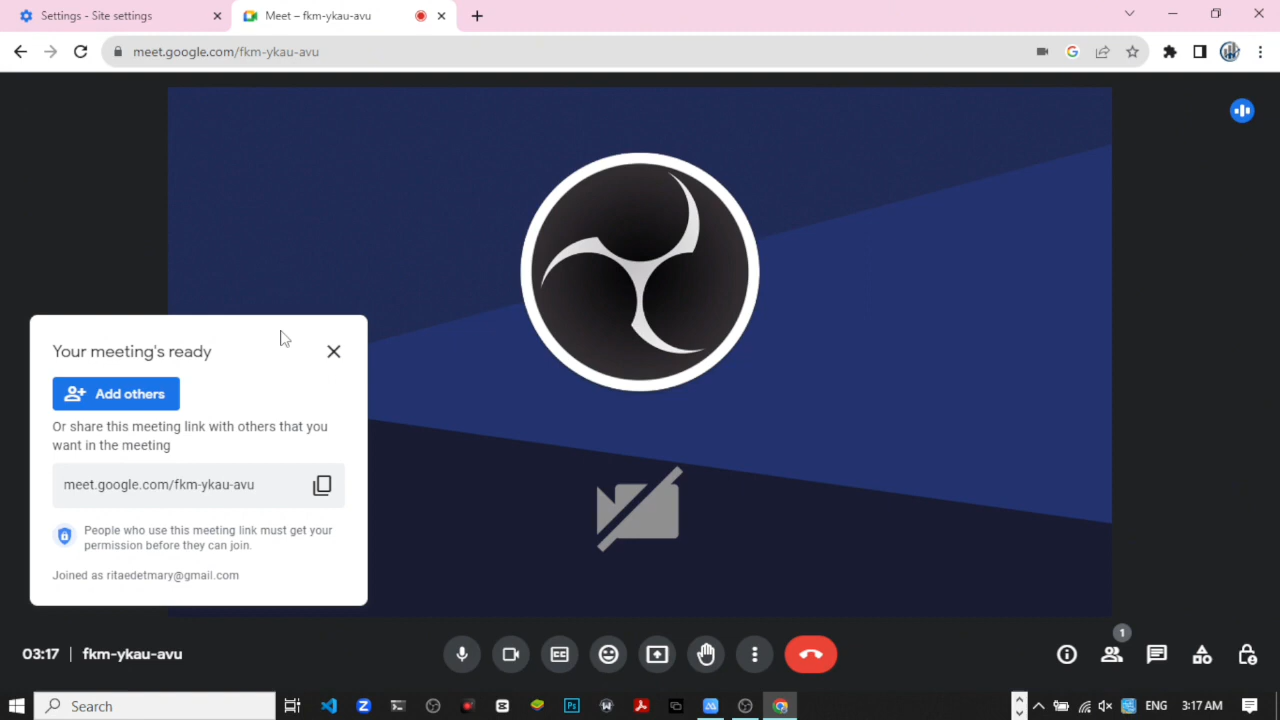 Settings - Site settings
Meet – fkm-ykau-avu
meet.google.com/fkm-ykau-avu
Your meeting's ready
Add others
Or share this meeting link with others that you
want in the meeting
meet.google.com/fkm-ykau-avu
People who use this meeting link must get your
permission before they can join.
Joined as ritaedetmary@gmail.com
03:17 | fkm-ykau-avu
CC
1
Search
Ps
ENG
3:17 AM